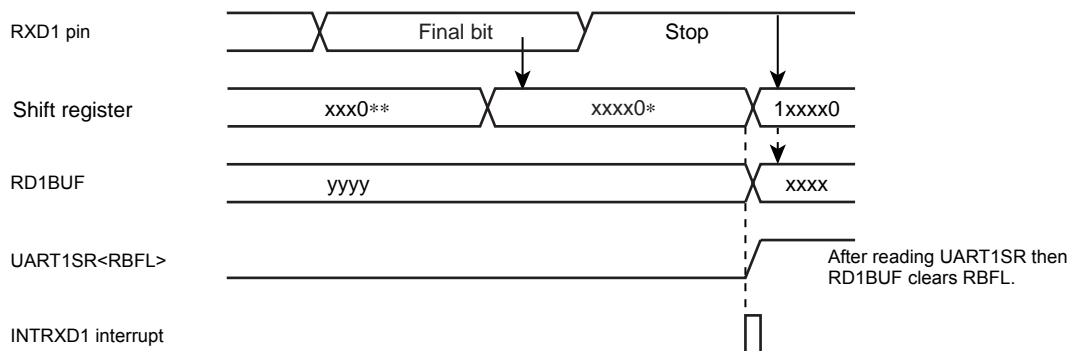 RXD1 pin Final bit Stop
Shift register xxx0** xxxx0* 1xxxx0
RD1BUF yyyy xxxx
UART1SR<RBFL> After reading UART1SR then
RD1BUF clears RBFL.
INTRXD1 interrupt